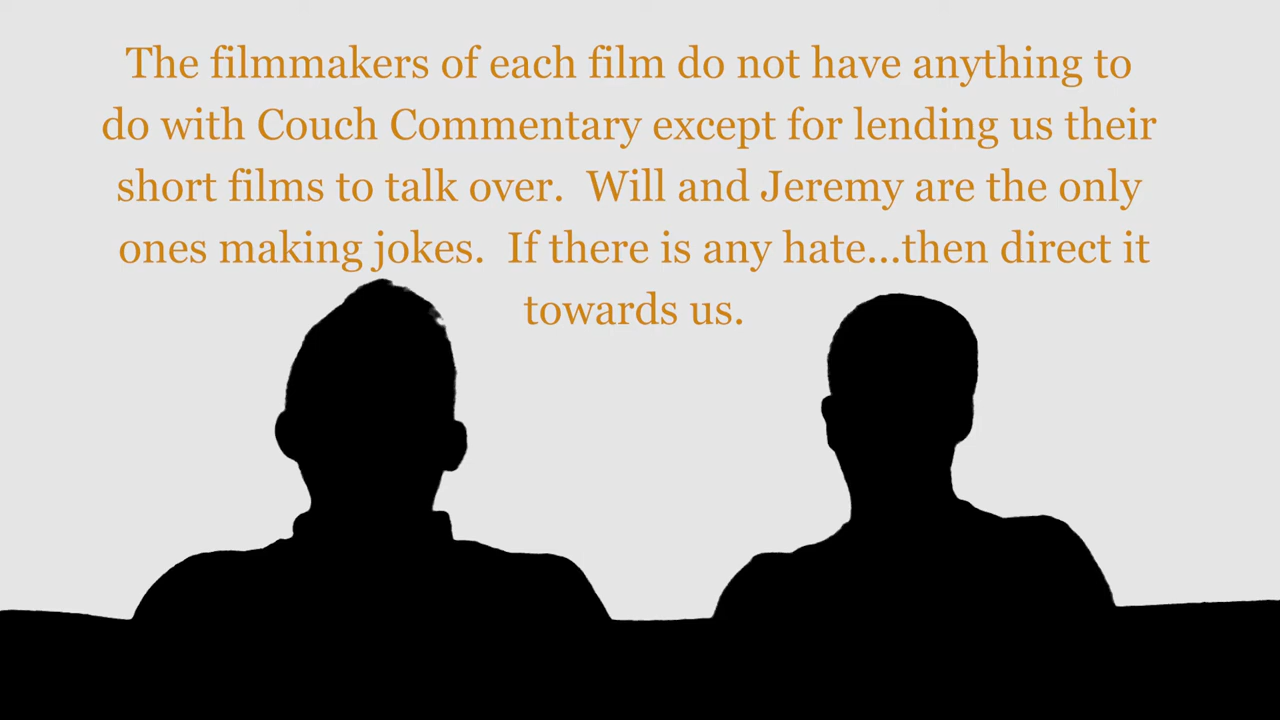 The filmmakers of each film do not have anything to
do with Couch Commentary except for lending us their
short films to talk over.  Will and Jeremy are the only
ones making jokes.  If there is any hate...then direct it
towards us.